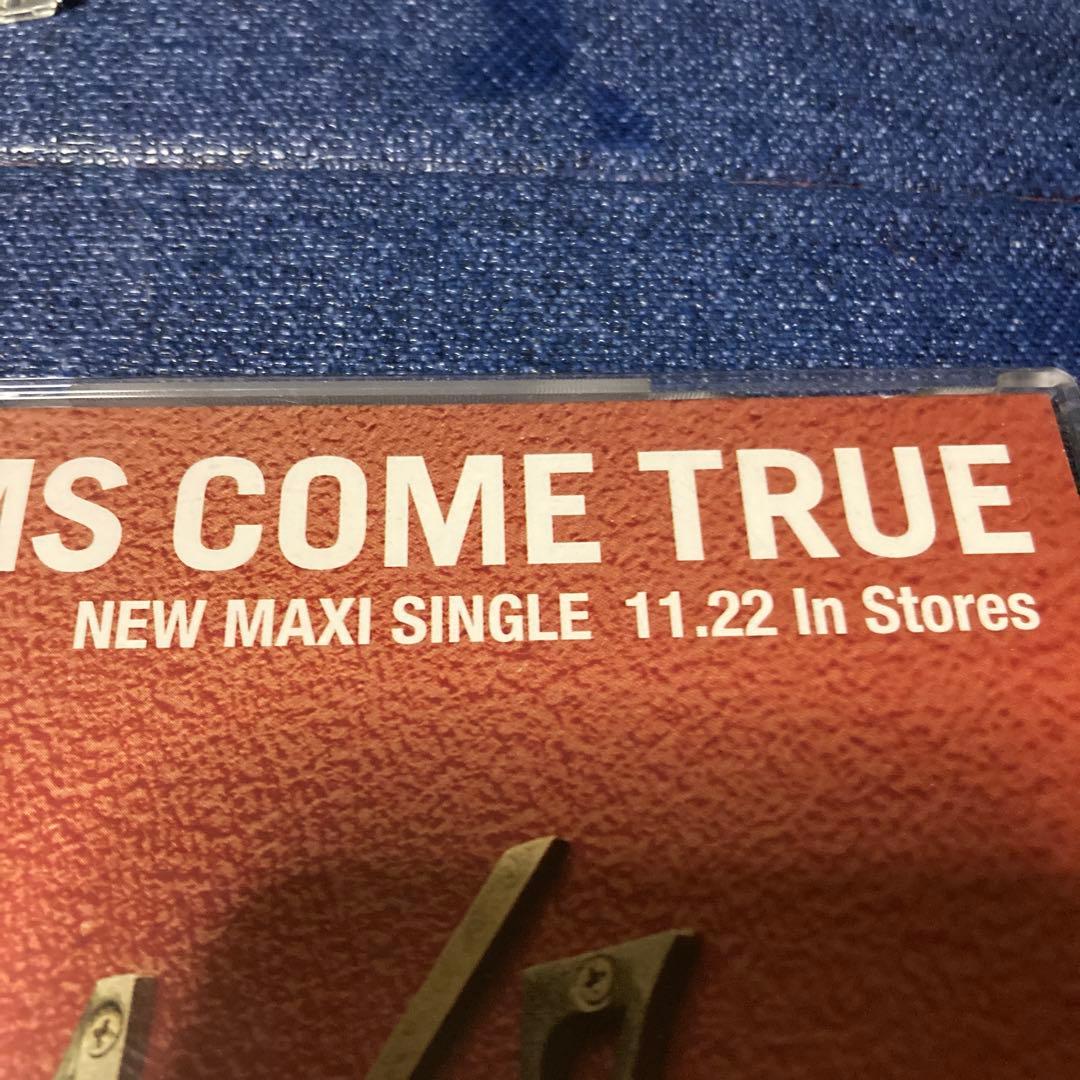 MS COME TRUE
NEW MAXI SINGLE 11.22 In Stores